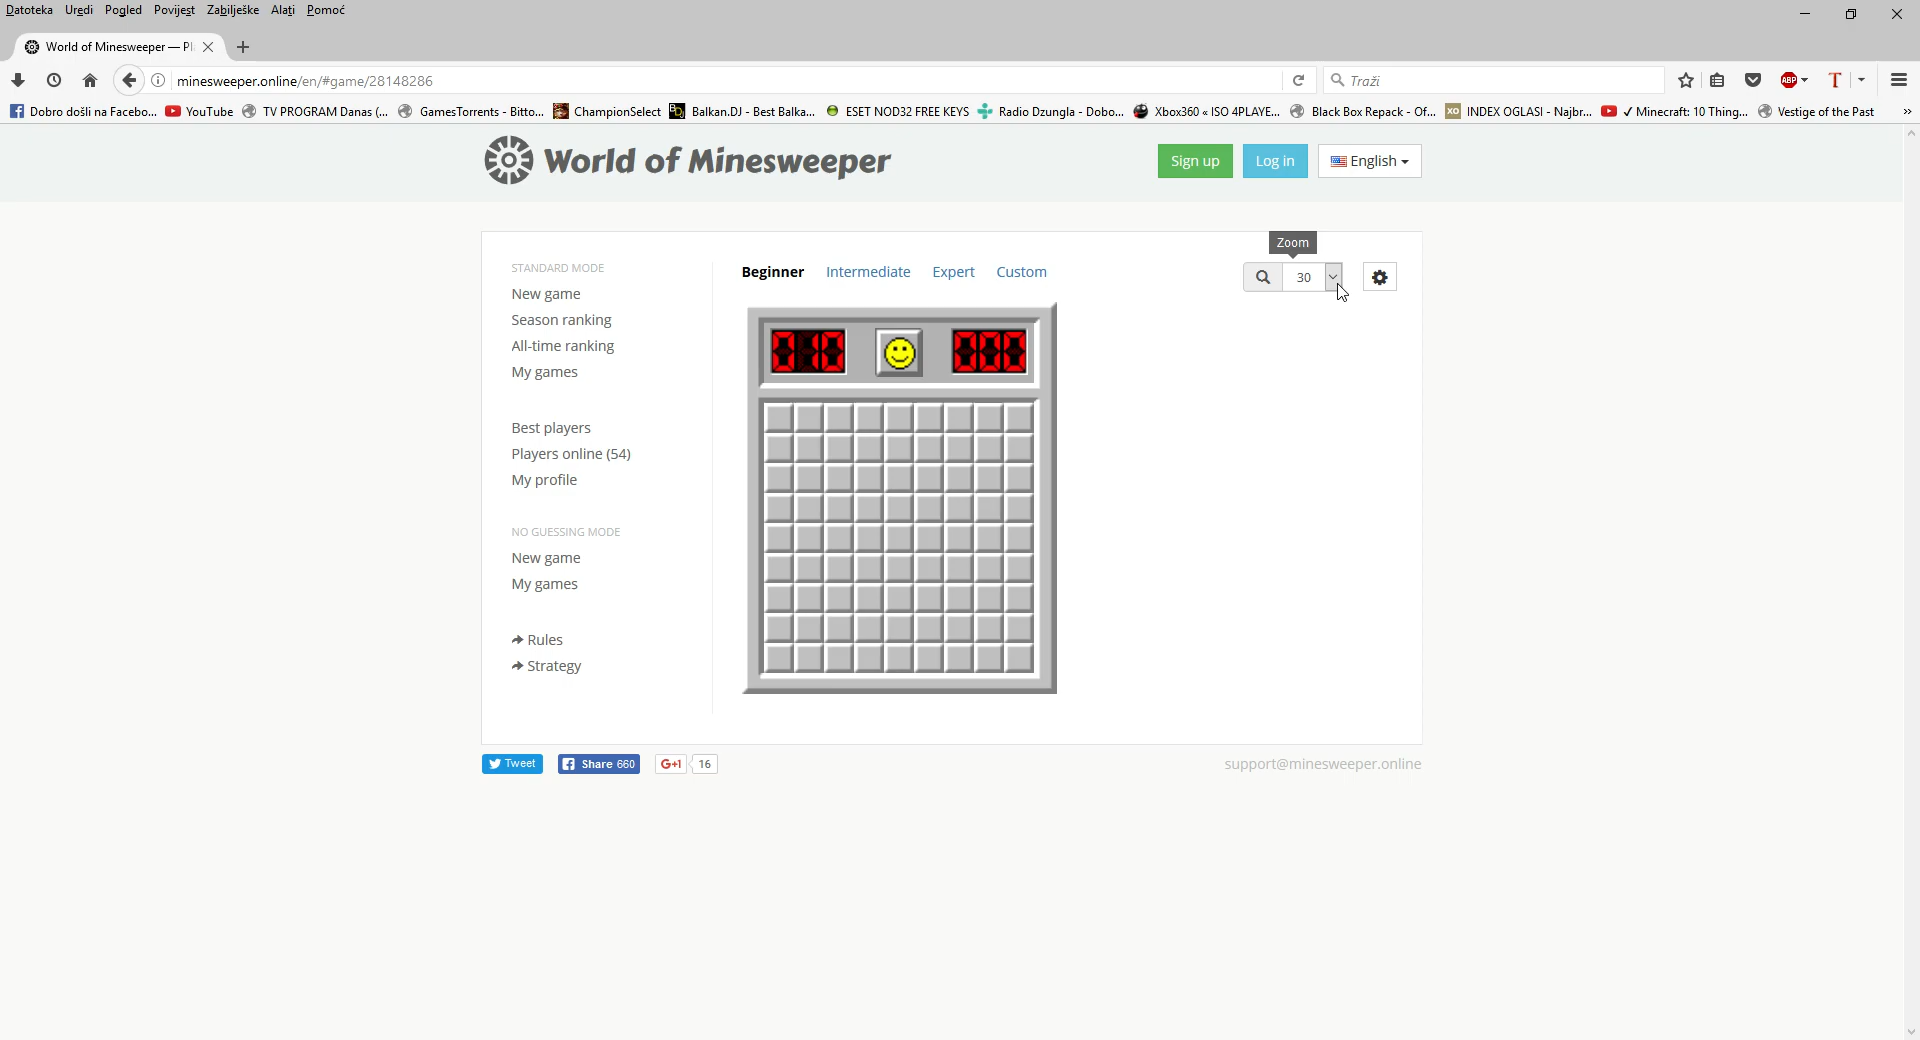 Datoteka Uredi Pogled Povijest Zabilješke Alati Pomoć
World of Minesweeper — Pl
minesweeper.online/en/#game/28148286
Traži
ABP
T
Dobro došli na Facebo... YouTube TV PROGRAM Danas (... GamesTorrents - Bitto... ChampionSelect Balkan.DJ - Best Balka... ESET NOD32 FREE KEYS Radio Dzungla - Dobo... Xbox360 « ISO 4PLAYE... Black Box Repack - Of... XO INDEX OGLASI - Najbr... ✓ Minecraft: 10 Thing... Vestige of the Past »
World of Minesweeper
Sign up Log in English
Zoom
STANDARD MODE
Beginner Intermediate Expert Custom
30
New game
Season ranking
All-time ranking
My games
010 000
Best players
Players online (54)
My profile
NO GUESSING MODE
New game
My games
Rules
Strategy
Tweet Share 660 G+1 16
support@minesweeper.online